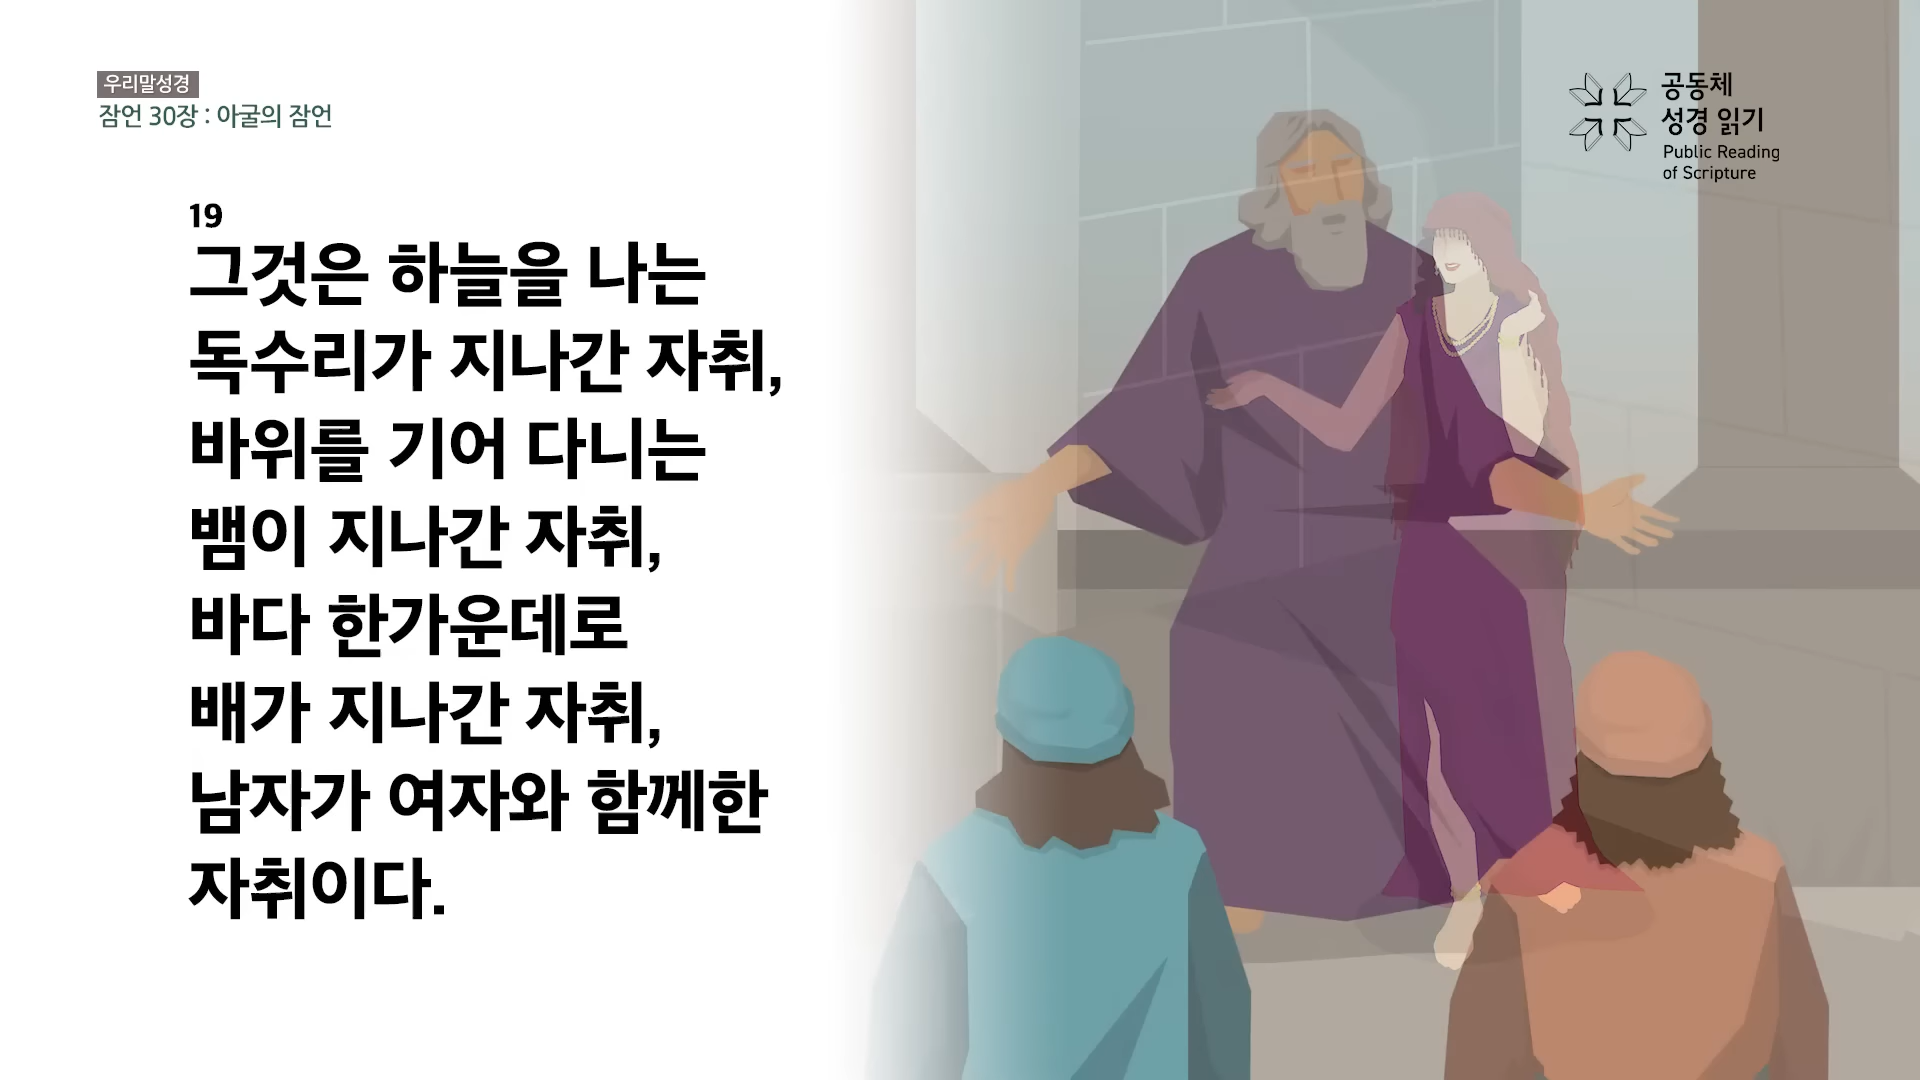 우리말성경
잠언 30장 : 아굴의 잠언
공동체
성경 읽기
Public Reading
of Scripture
19
그것은 하늘을 나는
독수리가 지나간 자취,
바위를 기어 다니는
뱀이 지나간 자취,
바다 한가운데로
배가 지나간 자취,
남자가 여자와 함께한
자취이다.